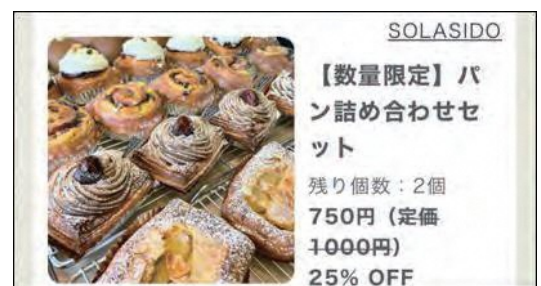 SOLASIDO
【数量限定】パ
ン詰め合わせセ
ット
残り個数：2個
750円（定価
1000円）
25% OFF